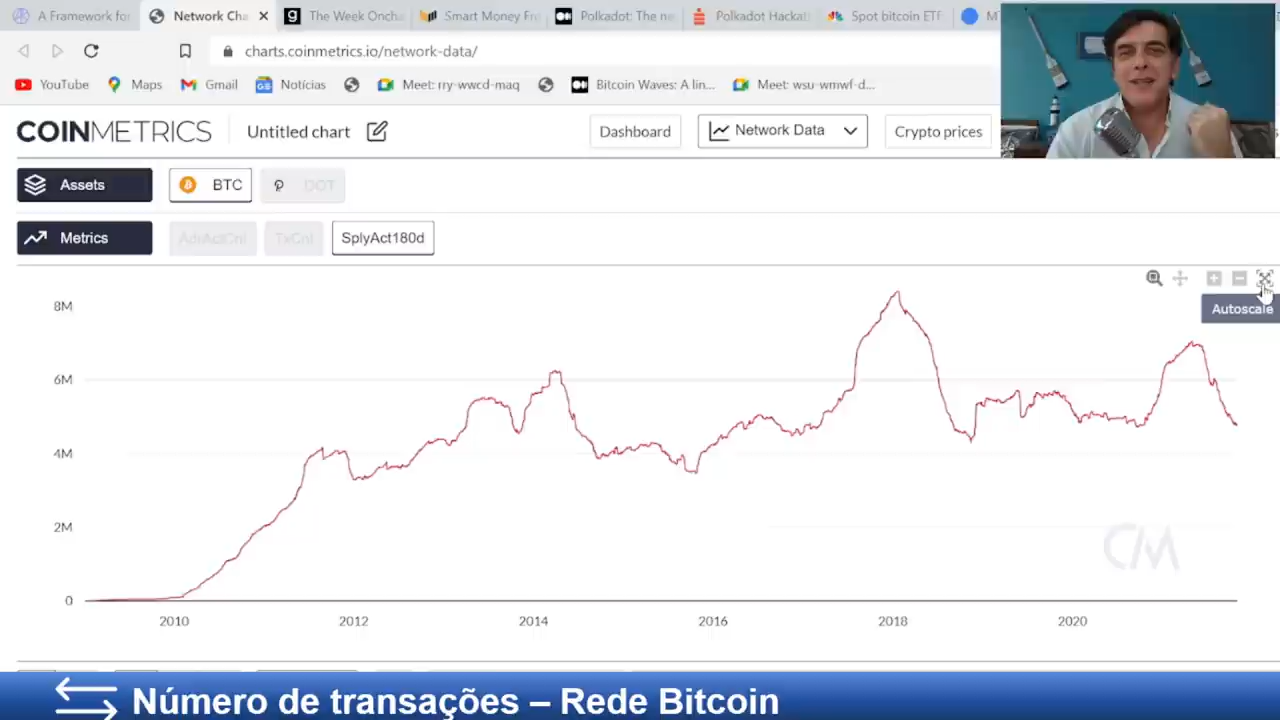 A Framework for
Network Cha
The Week Oncha
Smart Money Fr
Polkadot: The ne
Polkadot Hackat
Spot bitcoin ETF
charts.coinmetrics.io/network-data/
YouTube
Maps
Gmail
Notícias
Meet: rry-wwcd-maq
Bitcoin Waves: A lin...
Meet: wsu-wmwf-d...
COINMETRICS
Untitled chart
Dashboard
Network Data
Crypto prices
Assets
BTC
DOT
Metrics
AdrActCnt
TxCnt
SplyAct180d
Autoscale
8M
6M
4M
2M
0
CM
2010
2012
2014
2016
2018
2020
Número de transações – Rede Bitcoin